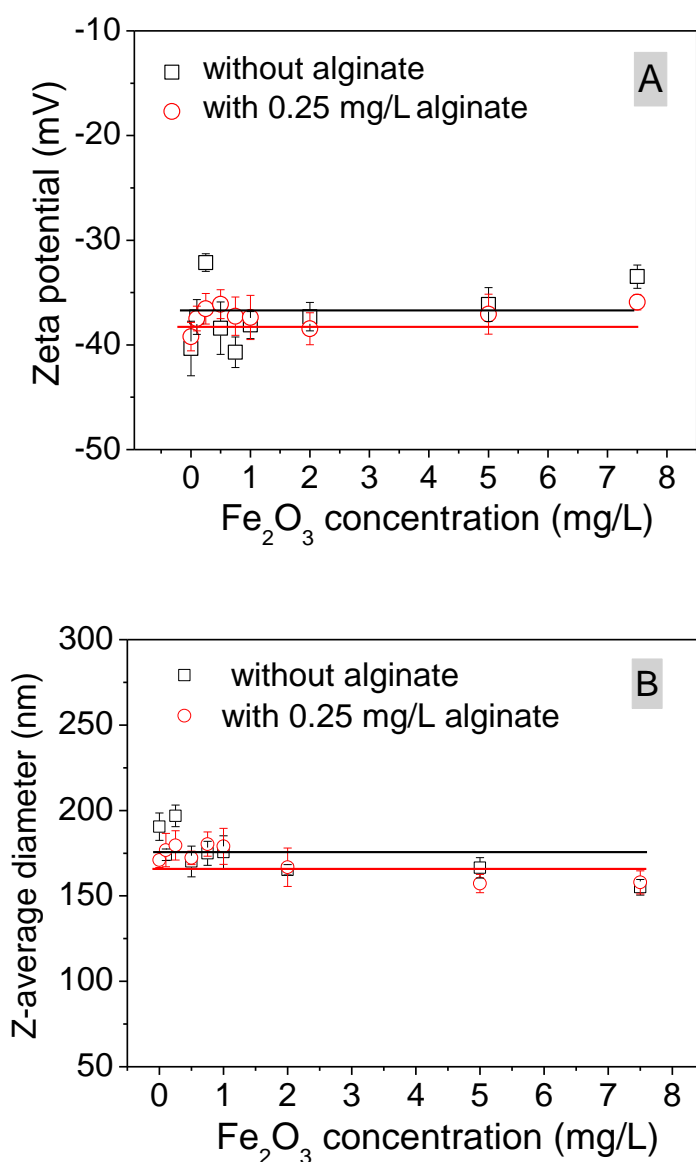 -10
-20
-30
-40
-50
Zeta potential (mV)
without alginate
with 0.25 mg/L alginate
A
0 1 2 3 4 5 6 7 8
Fe₂O₃ concentration (mg/L)
300
250
200
150
100
50
Z-average diameter (nm)
without alginate
with 0.25 mg/L alginate
B
0 1 2 3 4 5 6 7 8
Fe₂O₃ concentration (mg/L)